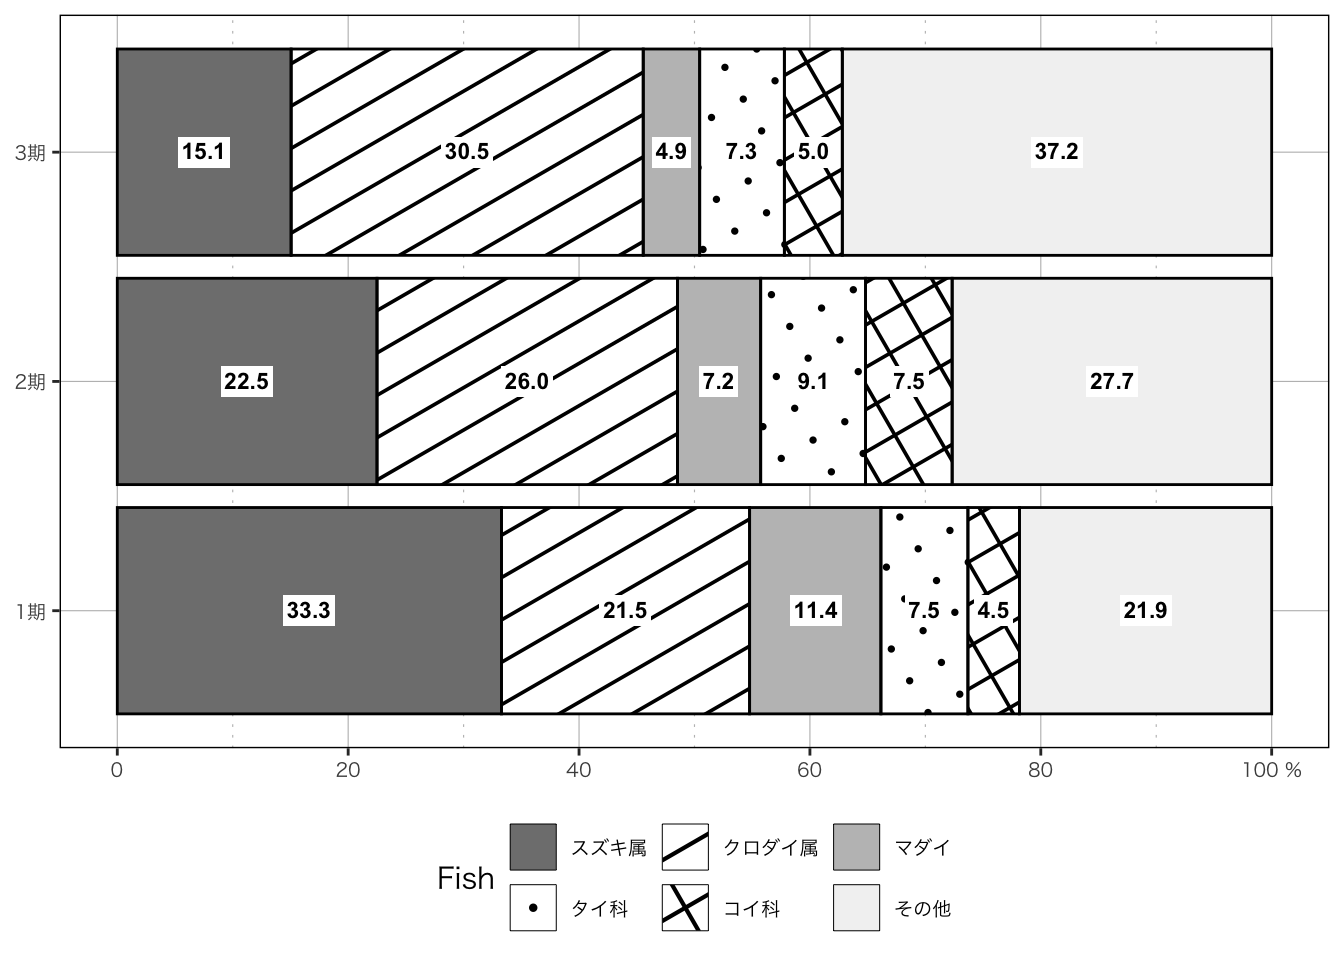 3期 15.1 30.5 4.9 7.3 5.0 37.2
2期 22.5 26.0 7.2 9.1 7.5 27.7
1期 33.3 21.5 11.4 7.5 4.5 21.9
0 20 40 60 80 100 %
Fish
スズキ属 クロダイ属 マダイ
タイ科 コイ科 その他